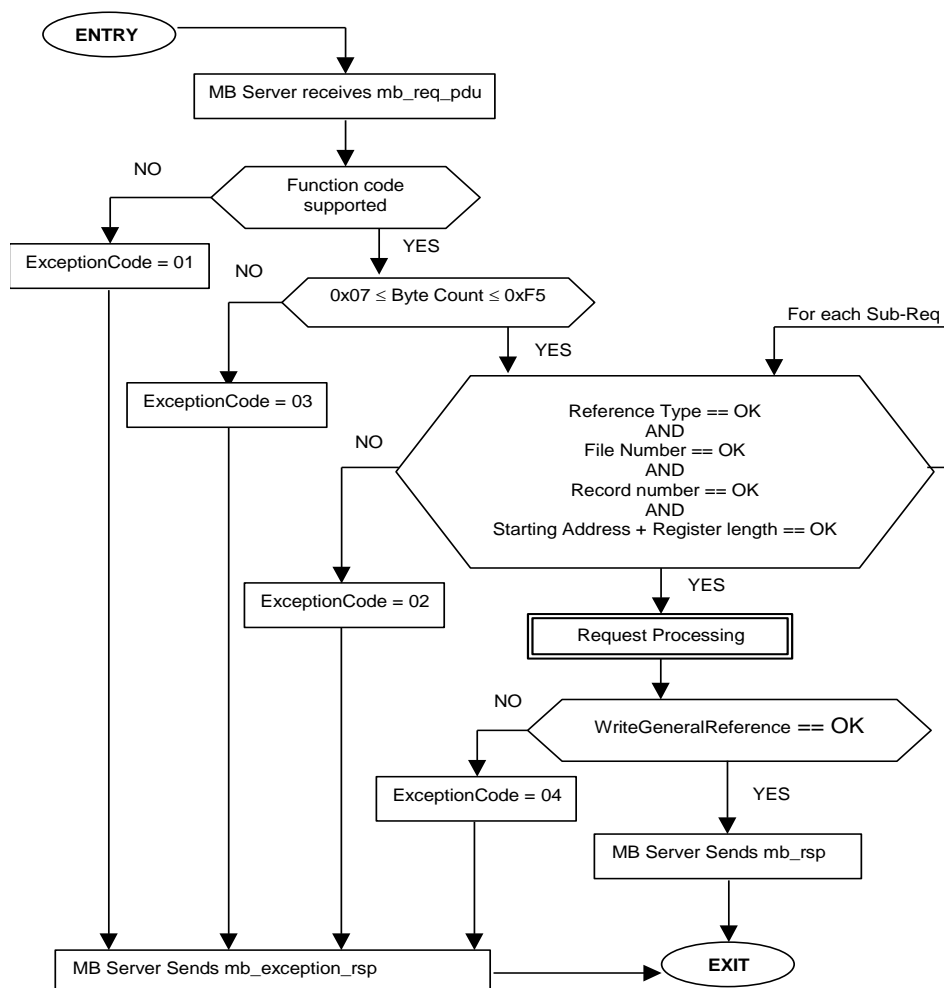 ENTRY
MB Server receives mb_req_pdu
NO
Function code
supported
YES
ExceptionCode = 01
NO
0x07 ≤ Byte Count ≤ 0xF5
For each Sub-Req
YES
ExceptionCode = 03
Reference Type == OK
AND
NO
File Number == OK
AND
Record number == OK
AND
Starting Address + Register length == OK
YES
ExceptionCode = 02
Request Processing
NO
WriteGeneralReference == OK
ExceptionCode = 04
YES
MB Server Sends mb_rsp
MB Server Sends mb_exception_rsp
EXIT